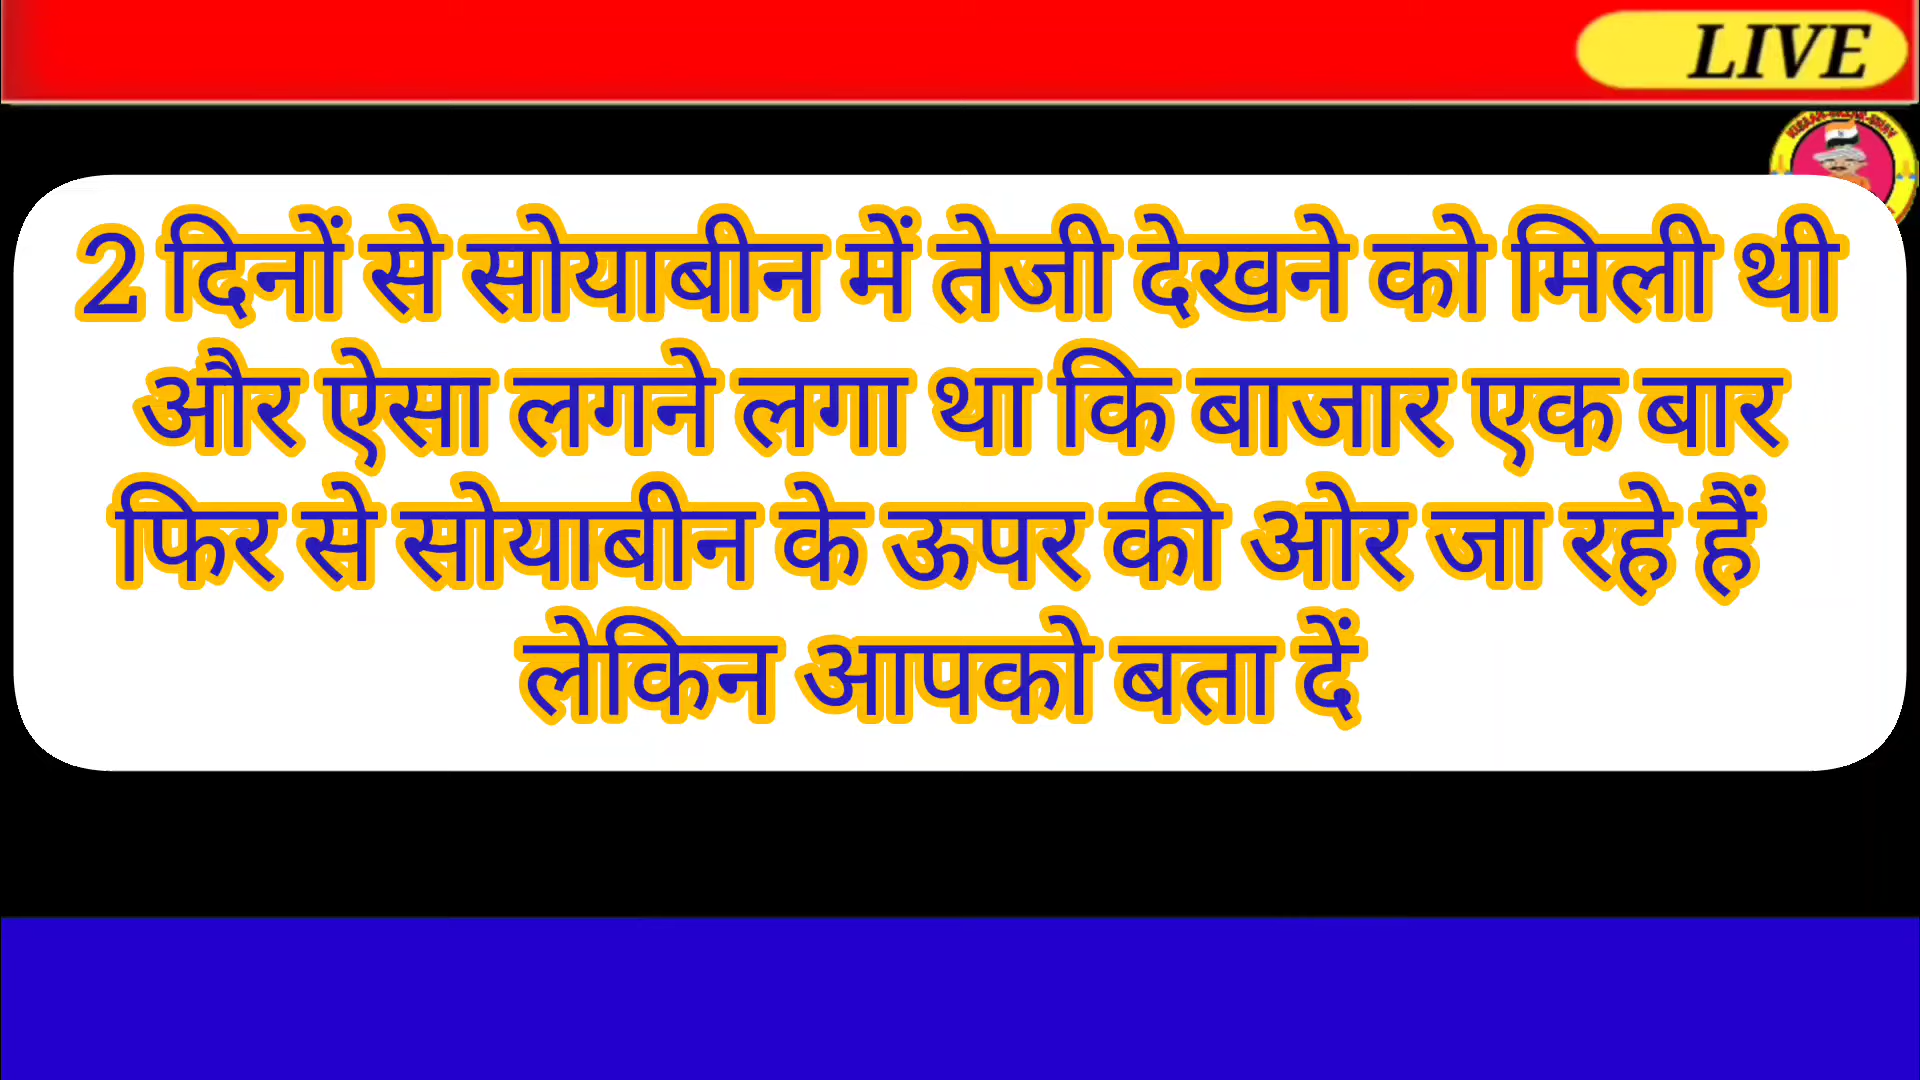 LIVE
2 दिनों से सोयाबीन में तेजी देखने को मिली थी
और ऐसा लगने लगा था कि बाजार एक बार
फिर से सोयाबीन के ऊपर की ओर जा रहे हैं
लेकिन आपको बता दें